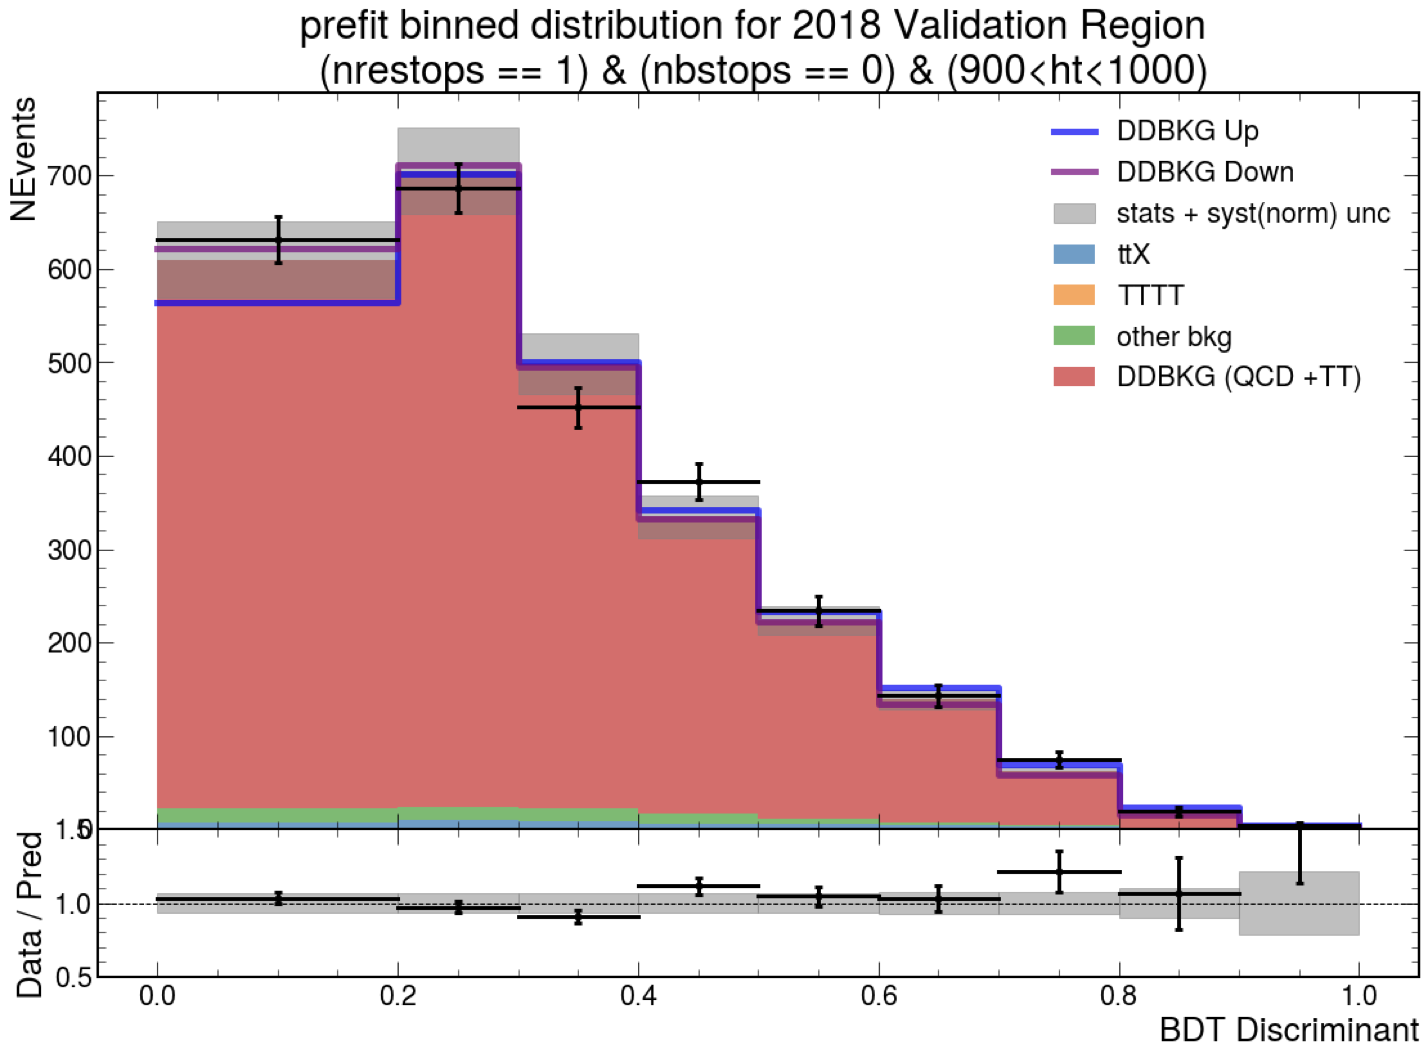 prefit binned distribution for 2018 Validation Region
(nrestops == 1) & (nbstops == 0) & (900<ht<1000)
NEvents
700
600
500
400
300
200
100
0
DDBKG Up
DDBKG Down
stats + syst(norm) unc
ttX
TTTT
other bkg
DDBKG (QCD +TT)
Data / Pred
1.5
1.0
0.5
0.0 0.2 0.4 0.6 0.8 1.0
BDT Discriminant